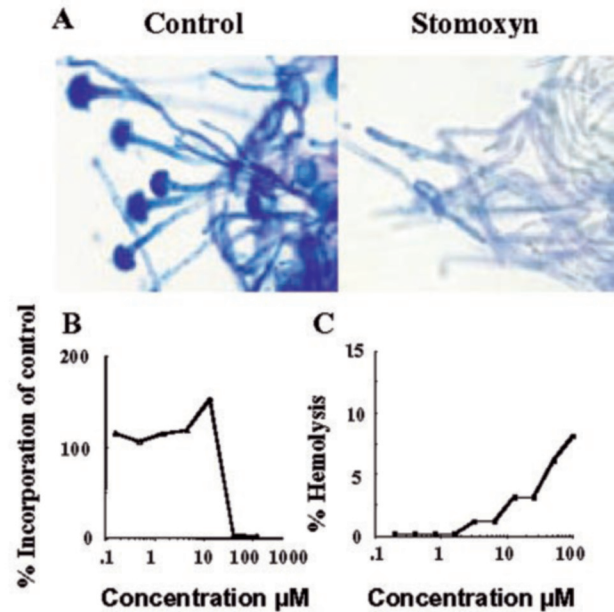 A
Control
Stomoxyn
B
% Incorporation of control
200
100
0
1
10
100
1000
Concentration µM
C
% Hemolysis
15
10
5
0
.1
1
10
100
Concentration µM